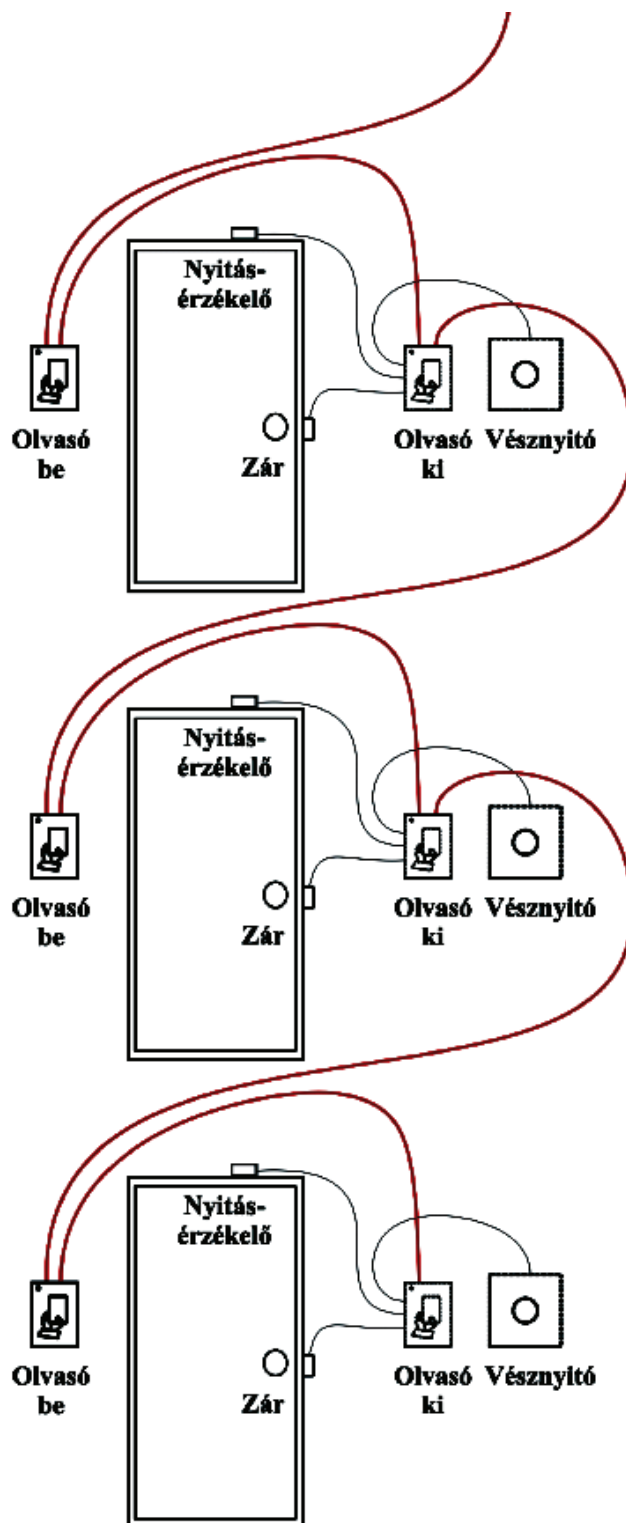 Nyitás-
érzékelő
Olvasó
be
Zár
Olvasó
ki
Vésznyitó
Nyitás-
érzékelő
Olvasó
be
Zár
Olvasó
ki
Vésznyitó
Nyitás-
érzékelő
Olvasó
be
Zár
Olvasó
ki
Vésznyitó